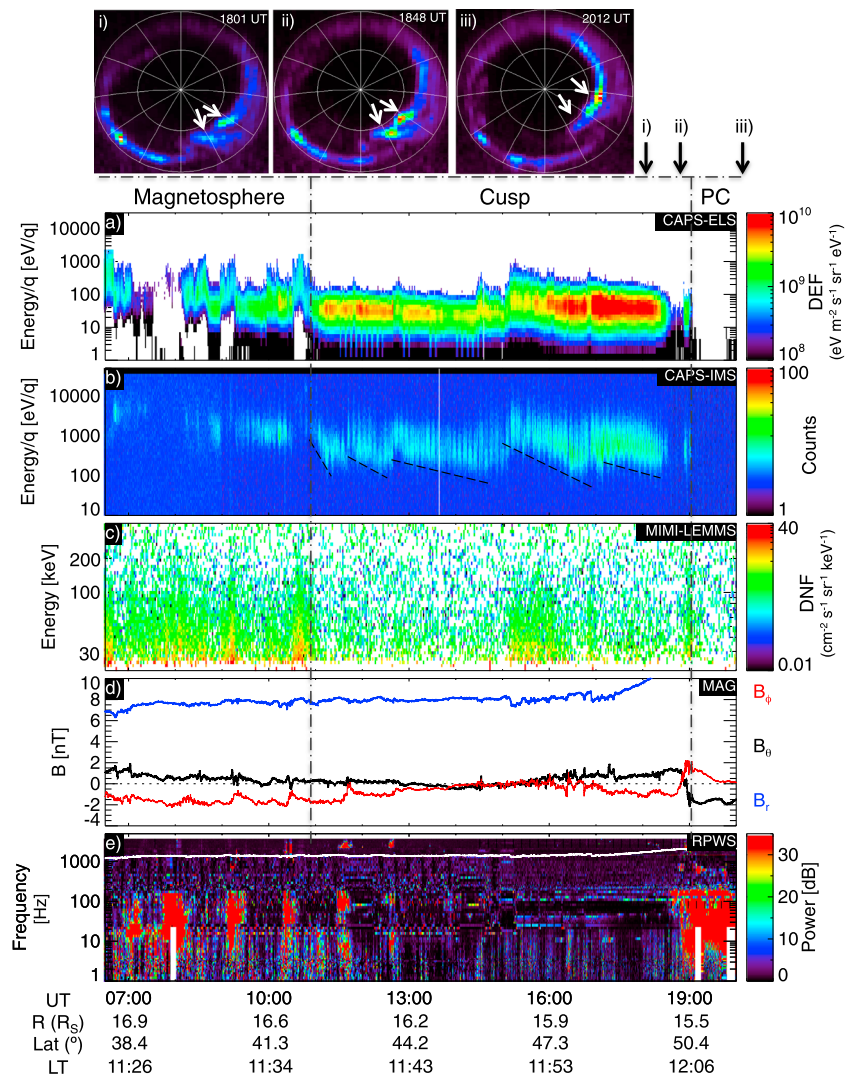 i) 1801 UT ii) 1848 UT iii) 2012 UT
i) ii) iii)
Magnetosphere Cusp PC
a) CAPS-ELS
Energy/q [eV/q]
10000
1000
100
10
1
10^10
10^9
10^8
DEF
(eV m^-2 s^-1 sr^-1 eV^-1)
b) CAPS-IMS
Energy/q [eV/q]
10000
1000
100
10
100
1
Counts
c) MIMI-LEMMS
Energy [keV]
200
100
30
40
0.01
DNF
(cm^-2 s^-1 sr^-1 keV^-1)
d) MAG
B [nT]
10
8
6
4
2
0
-2
-4
B_ϕ
B_θ
B_r
e) RPWS
Frequency
[Hz]
1000
100
10
1
30
20
10
0
Power [dB]
UT 07:00 10:00 13:00 16:00 19:00
R (R_S) 16.9 16.6 16.2 15.9 15.5
Lat (º) 38.4 41.3 44.2 47.3 50.4
LT 11:26 11:34 11:43 11:53 12:06